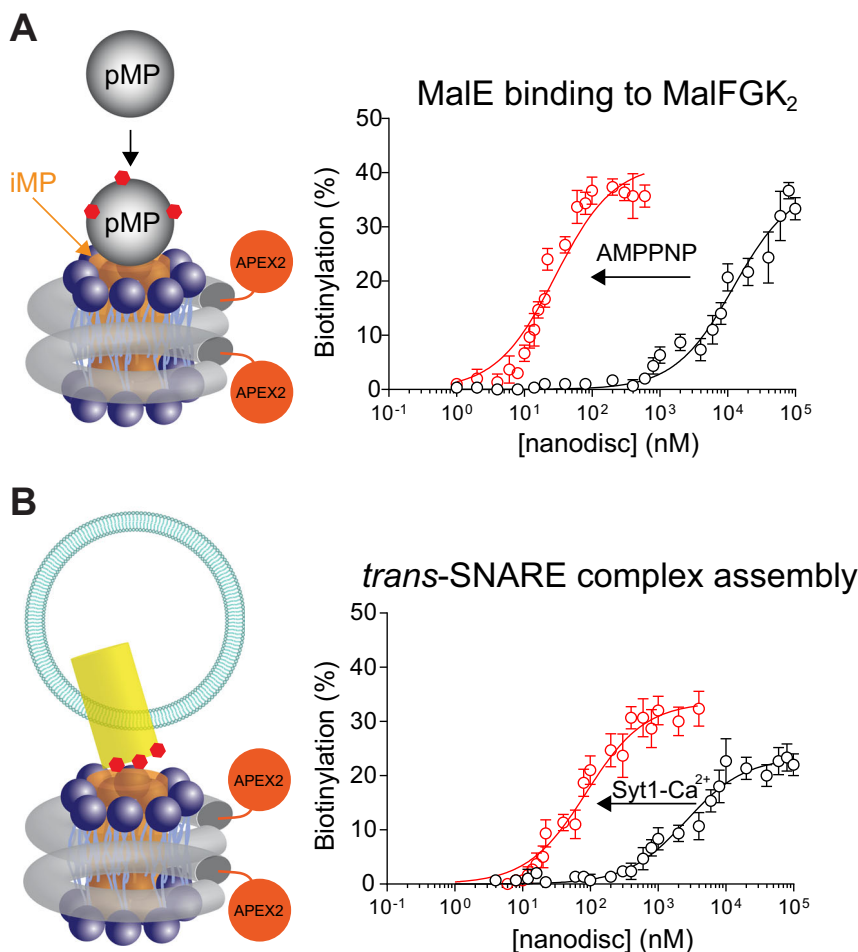 A
pMP
iMP
pMP
APEX2
APEX2
MalE binding to MalFGK₂
Biotinylation (%)
50
40
30
20
10
0
AMPPNP
10⁻¹ 10⁰ 10¹ 10² 10³ 10⁴ 10⁵
[nanodisc] (nM)
B
APEX2
APEX2
trans-SNARE complex assembly
Biotinylation (%)
50
40
30
20
10
0
Syt1-Ca²⁺
10⁻¹ 10⁰ 10¹ 10² 10³ 10⁴ 10⁵
[nanodisc] (nM)